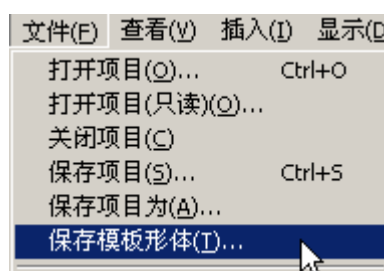 文件(F) 查看(V) 插入(I) 显示(D
打开项目(O)... Ctrl+O
打开项目(只读)(O)...
关闭项目(C)
保存项目(S)... Ctrl+S
保存项目为(A)...
保存模板形体(T)...